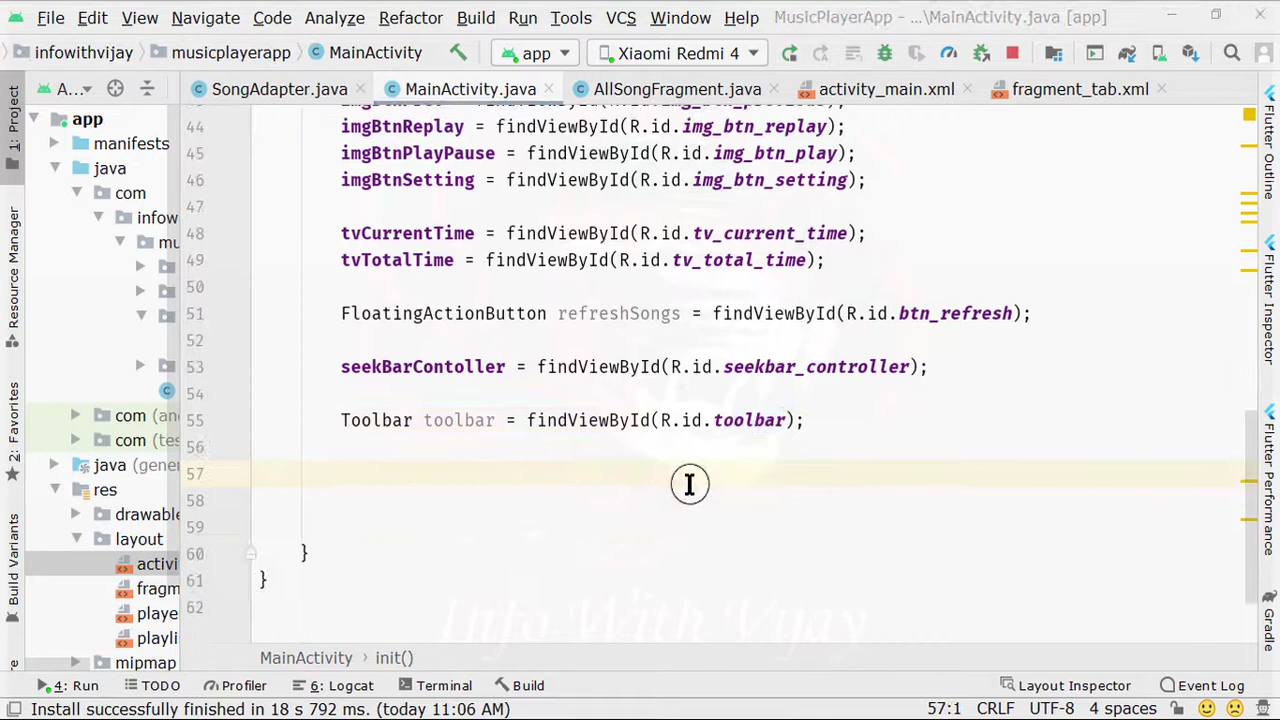 File Edit View Navigate Code Analyze Refactor Build Run Tools VCS Window Help MusicPlayerApp - ...\MainActivity.java [app]
infowithvijay musicplayerapp MainActivity app Xiaomi Redmi 4
A... SongAdapter.java MainActivity.java AllSongFragment.java activity_main.xml fragment_tab.xml
1: Project
Resource Manager
2: Favorites
Build Variants
app
manifests
java
com
infow
mu
com (an
com (tes
java (gener
res
drawabl
layout
activi
fragm
playe
playli
mipmap
44 imgBtnReplay = findViewById(R.id.img_btn_replay);
45 imgBtnPlayPause = findViewById(R.id.img_btn_play);
46 imgBtnSetting = findViewById(R.id.img_btn_setting);
47
48 tvCurrentTime = findViewById(R.id.tv_current_time);
49 tvTotalTime = findViewById(R.id.tv_total_time);
50
51 FloatingActionButton refreshSongs = findViewById(R.id.btn_refresh);
52
53 seekBarContoller = findViewById(R.id.seekbar_controller);
54
55 Toolbar toolbar = findViewById(R.id.toolbar);
56
57
58
59
60 }
61 }
62
Info With Vijay
Flutter Outline
Flutter Inspector
Flutter Performance
Gradle
MainActivity › init()
4: Run TODO Profiler 6: Logcat Terminal Build Layout Inspector Event Log
Install successfully finished in 18 s 792 ms. (today 11:06 AM) 57:1 CRLF UTF-8 4 spaces